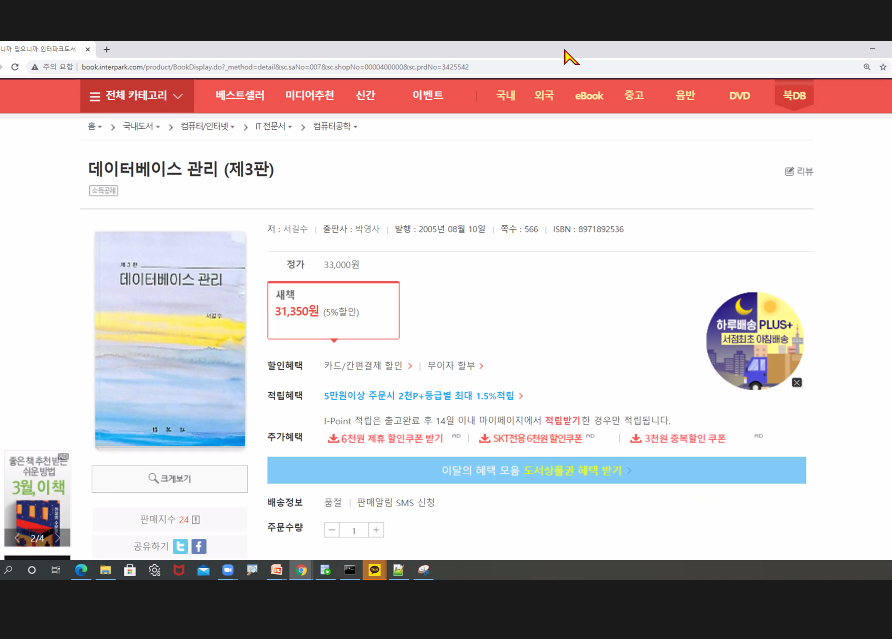 니까 믿으니까, 인터파크도서
주의 요함 | book.interpark.com/product/BookDisplay.do?_method=detail&sc.saNo=007&sc.shopNo=0000400000&sc.prdNo=3425542
전체 카테고리 베스트셀러 미디어추천 신간 이벤트 국내 외국 eBook 중고 음반 DVD 북DB
홈 국내도서 컴퓨터/인터넷 IT 전문서 컴퓨터공학
데이터베이스 관리 (제3판)
리뷰
소득공제
저 : 서길수 | 출판사 : 박영사 | 발행 : 2005년 08월 10일 | 쪽수 : 566 | ISBN : 8971892536
정가 33,000원
새책
31,350원 (5%할인)
제3판
데이터베이스 관리
서길수
하루배송 PLUS+
서점최초 아침배송
할인혜택 카드/간편결제 할인 > | 무이자 할부 >
적립혜택 5만원이상 주문시 2천P+등급별 최대 1.5%적립 >
I-Point 적립은 출고완료 후 14일 이내 마이페이지에서 적립받기한 경우만 적립됩니다.
추가혜택 6천원 제휴 할인쿠폰 받기 AD | SKT전용 6천원 할인쿠폰 AD | 3천원 중복할인 쿠폰 AD
이달의 혜택 모음 도서상품권 혜택 받기 >
크게보기
배송정보 품절 | 판매알림 SMS 신청
판매지수 24
주문수량 1
공유하기
AD
좋은 책 추천 받는
쉬운 방법
3월, 이 책
2/4